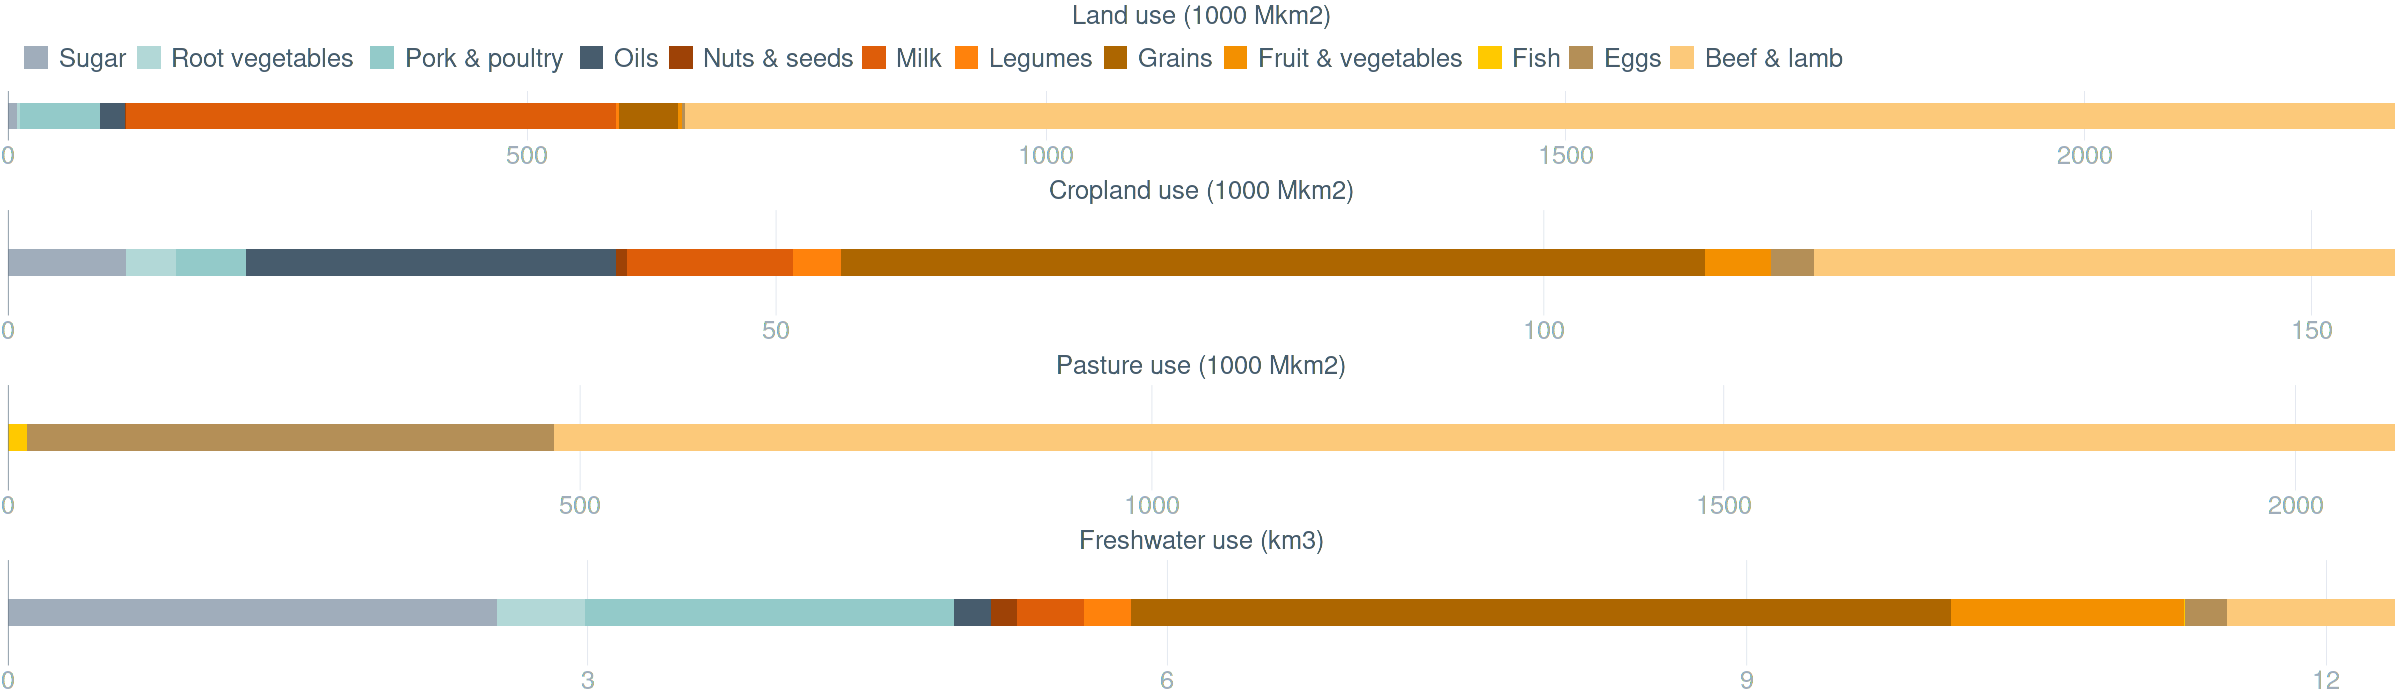 Land use (1000 Mkm2)
Sugar Root vegetables Pork & poultry Oils Nuts & seeds Milk Legumes Grains Fruit & vegetables Fish Eggs Beef & lamb
0 500 1000 1500 2000
Cropland use (1000 Mkm2)
0 50 100 150
Pasture use (1000 Mkm2)
0 500 1000 1500 2000
Freshwater use (km3)
0 3 6 9 12